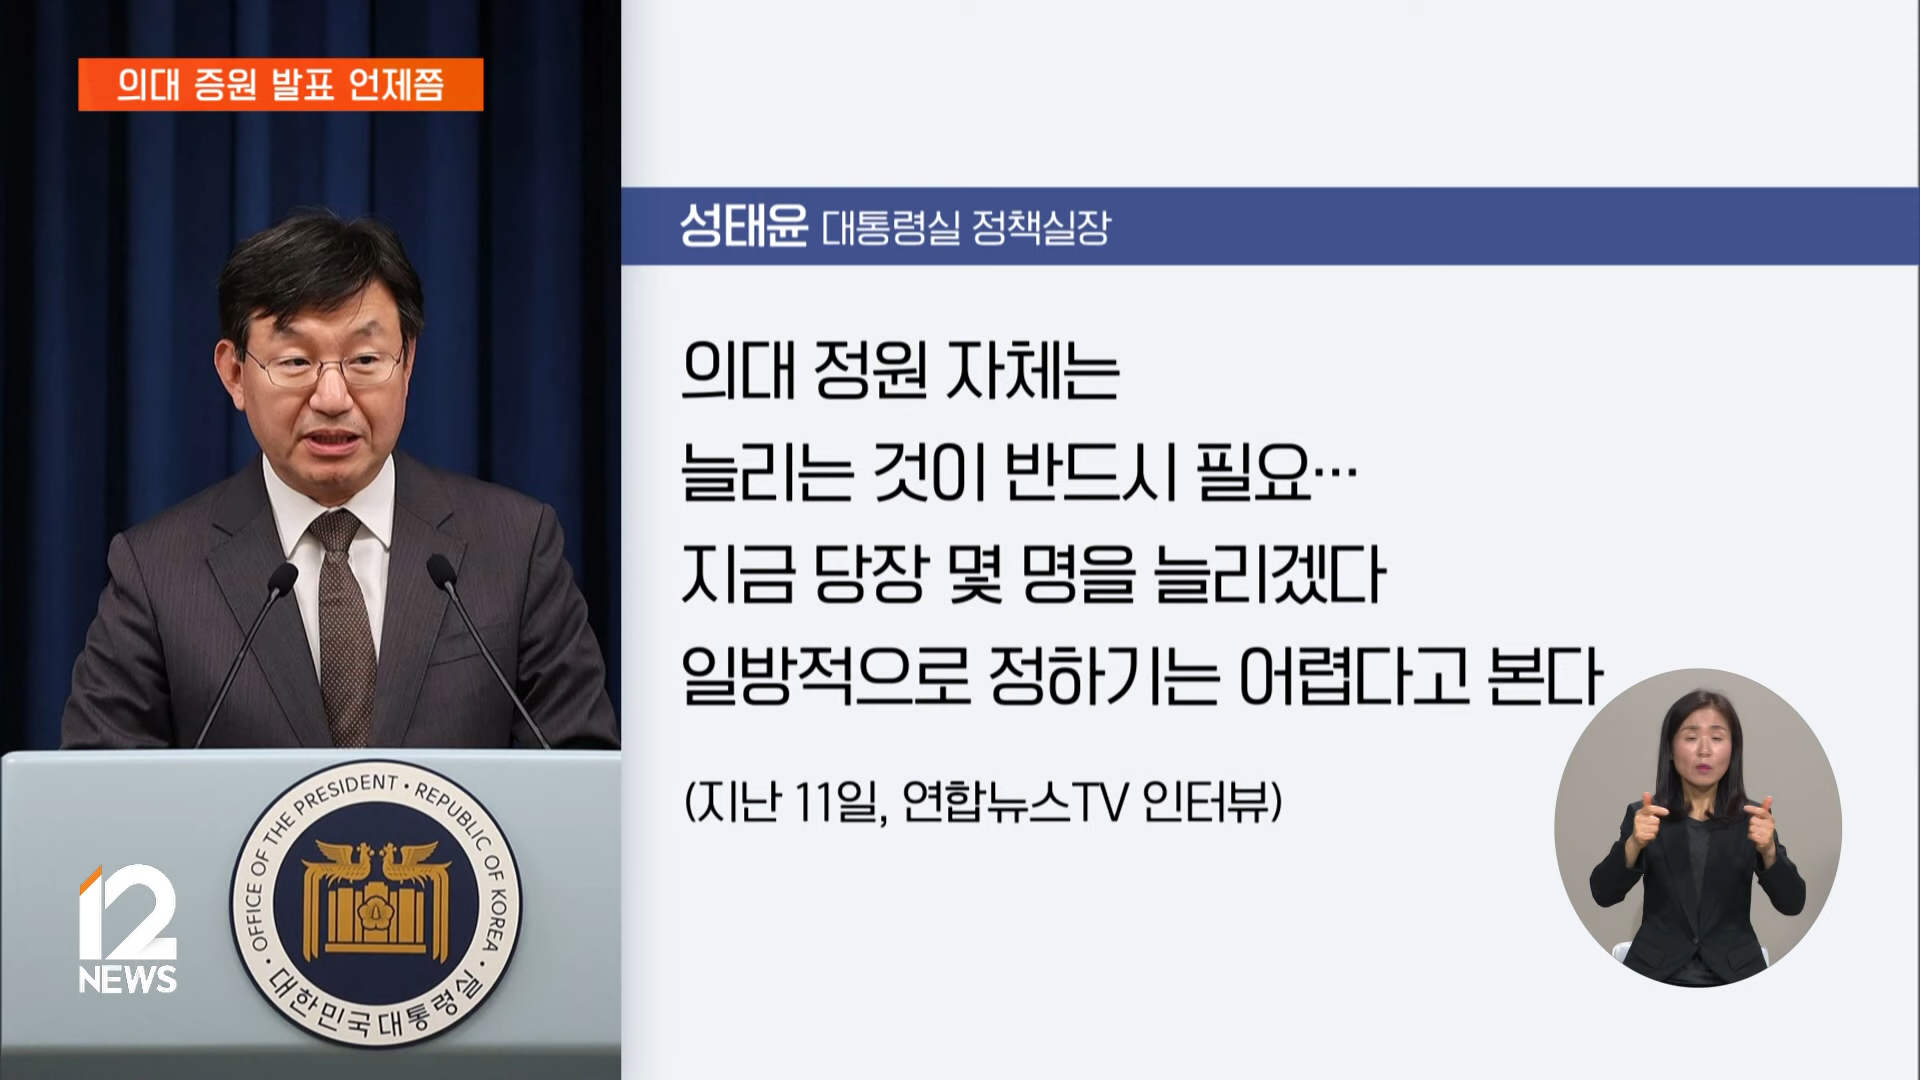 의대 증원 발표 언제쯤
성태윤 대통령실 정책실장
의대 정원 자체는
늘리는 것이 반드시 필요…
지금 당장 몇 명을 늘리겠다
일방적으로 정하기는 어렵다고 본다
(지난 11일, 연합뉴스TV 인터뷰)
OFFICE OF THE PRESIDENT · REPUBLIC OF KOREA ·
대한민국대통령실
12
NEWS